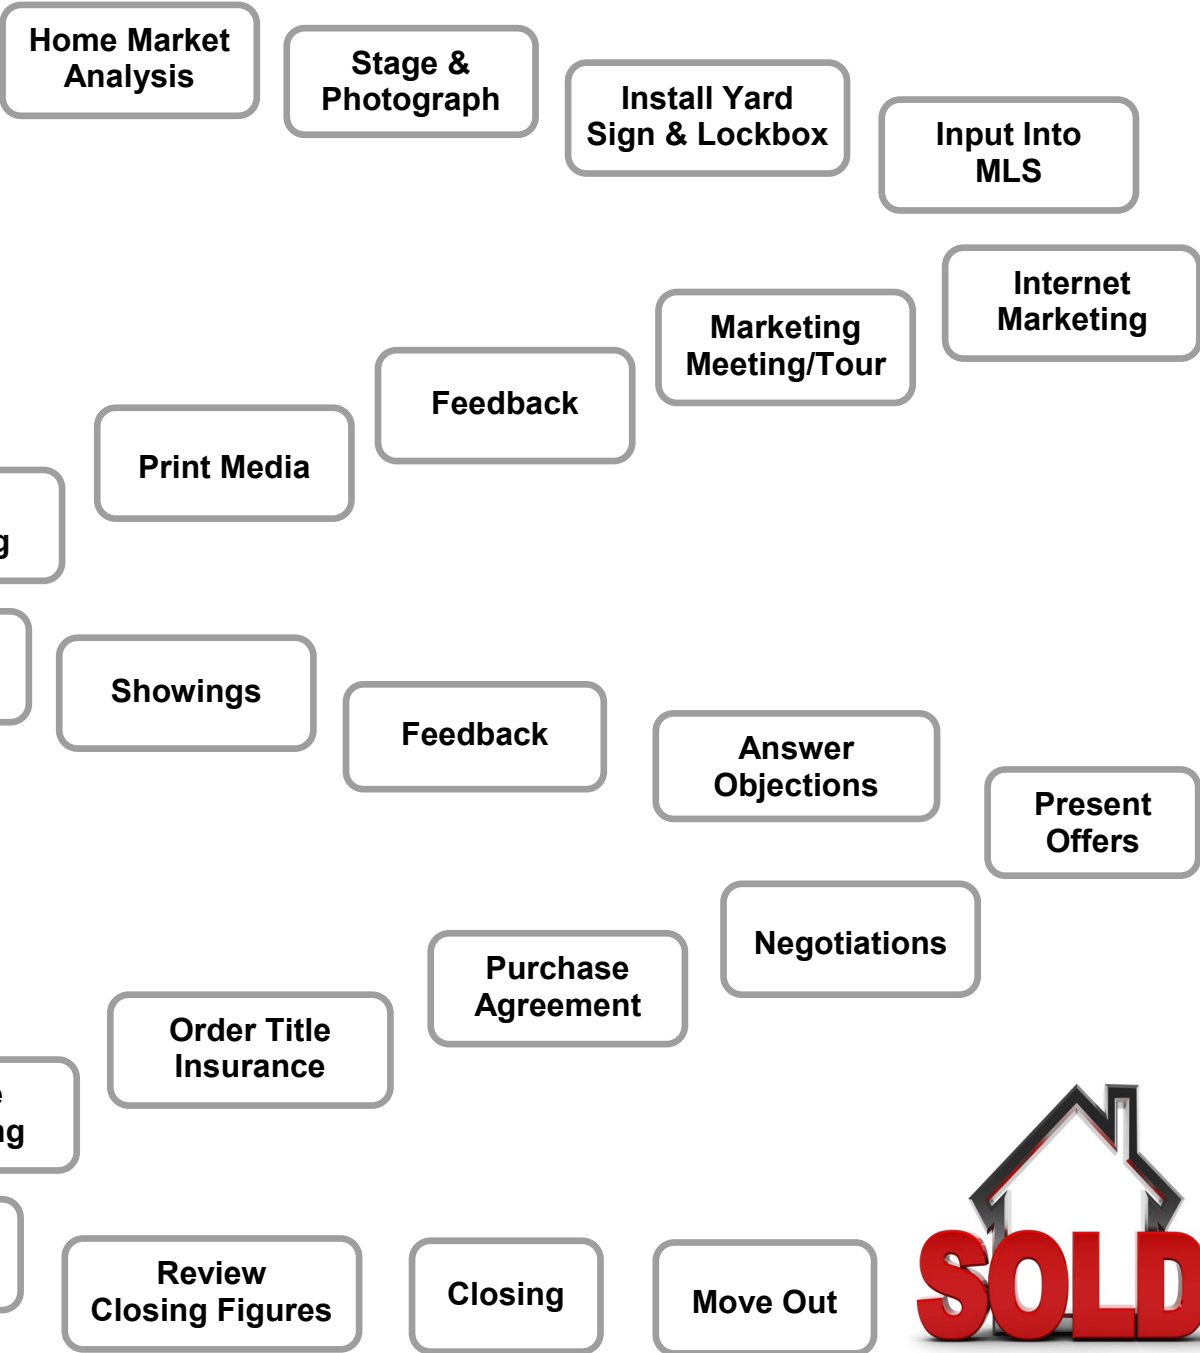 Home Market
Analysis
Stage &
Photograph
Install Yard
Sign & Lockbox
Input Into
MLS
Internet
Marketing
Marketing
Meeting/Tour
Feedback
Print Media
Showings
Feedback
Answer
Objections
Present
Offers
Negotiations
Purchase
Agreement
Order Title
Insurance
Review
Closing Figures
Closing
Move Out
SOLD